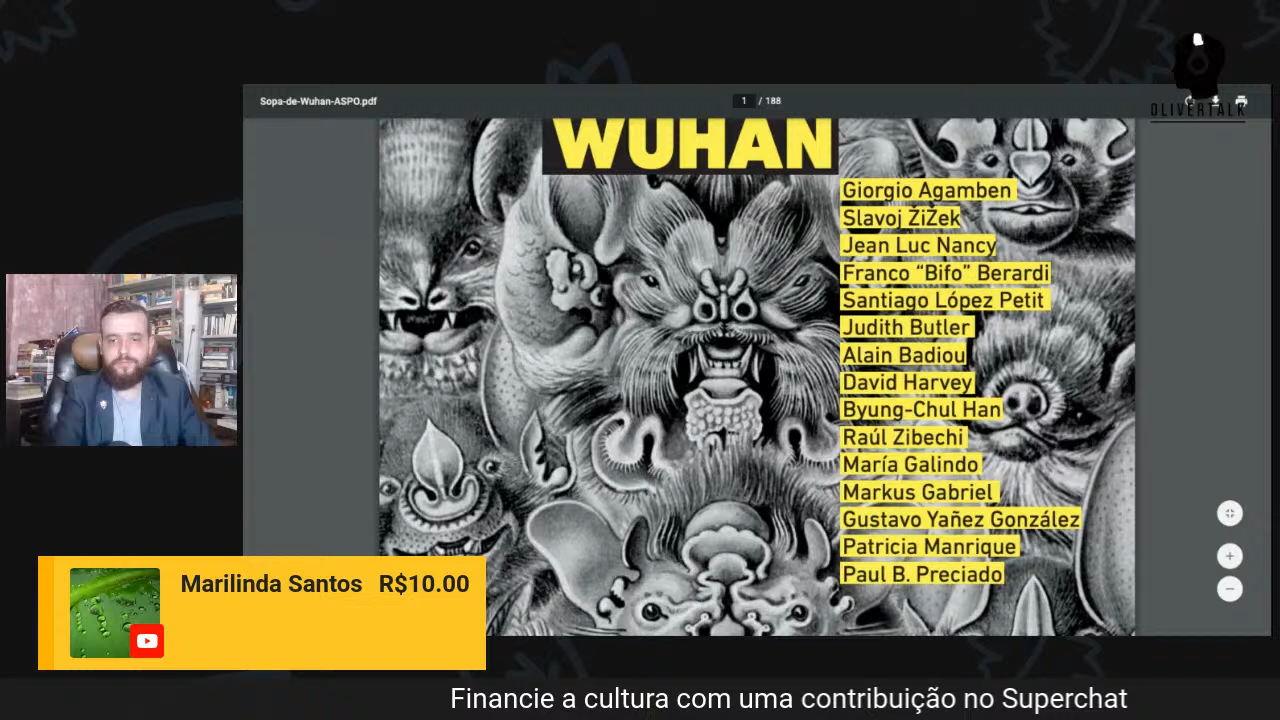 OLIVERTALK
Sopa-de-Wuhan-ASPO.pdf
1 / 188
WUHAN
Giorgio Agamben
Slavoj ZiZek
Jean Luc Nancy
Franco “Bifo” Berardi
Santiago López Petit
Judith Butler
Alain Badiou
David Harvey
Byung-Chul Han
Raúl Zibechi
María Galindo
Markus Gabriel
Gustavo Yañez González
Patricia Manrique
Paul B. Preciado
Marilinda Santos R$10.00
Financie a cultura com uma contribuição no Superchat